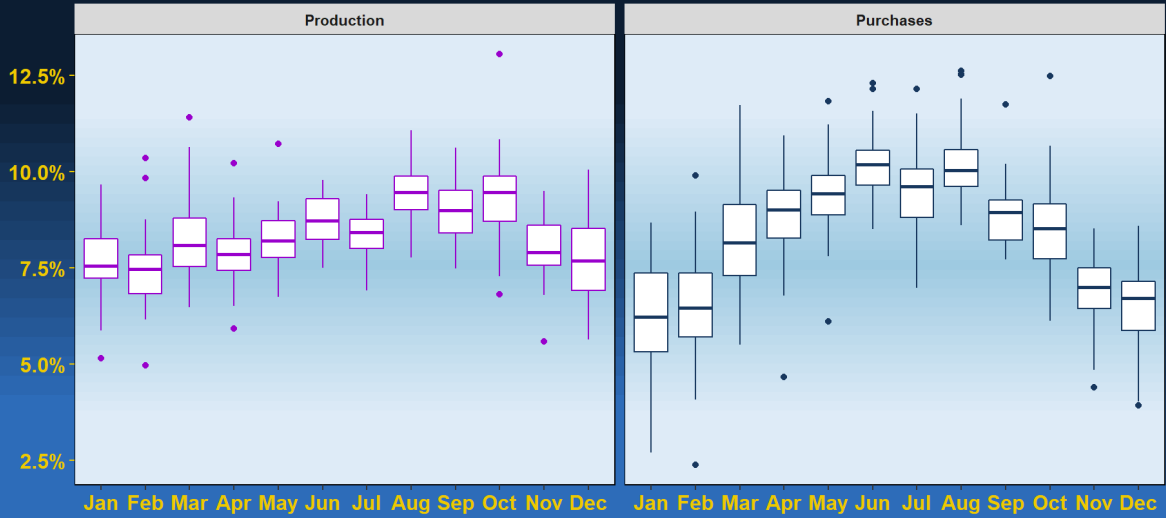 Production Purchases
12.5%
10.0%
7.5%
5.0%
2.5%
Jan Feb Mar Apr May Jun Jul Aug Sep Oct Nov Dec Jan Feb Mar Apr May Jun Jul Aug Sep Oct Nov Dec